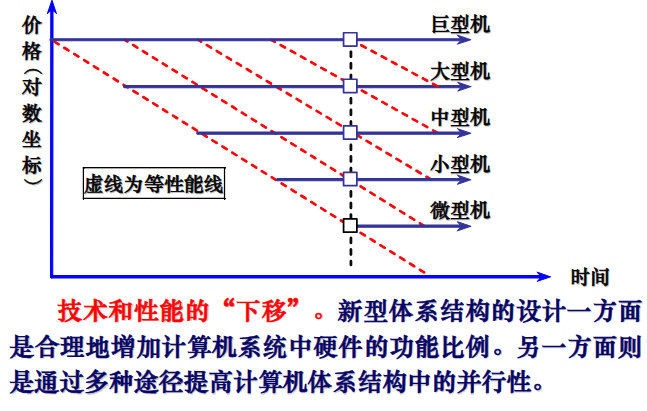 价格（对数坐标）
巨型机
大型机
中型机
小型机
虚线为等性能线
微型机
时间
技术和性能的“下移”。新型体系结构的设计一方面
是合理地增加计算机系统中硬件的功能比例。另一方面则
是通过多种途径提高计算机体系结构中的并行性。